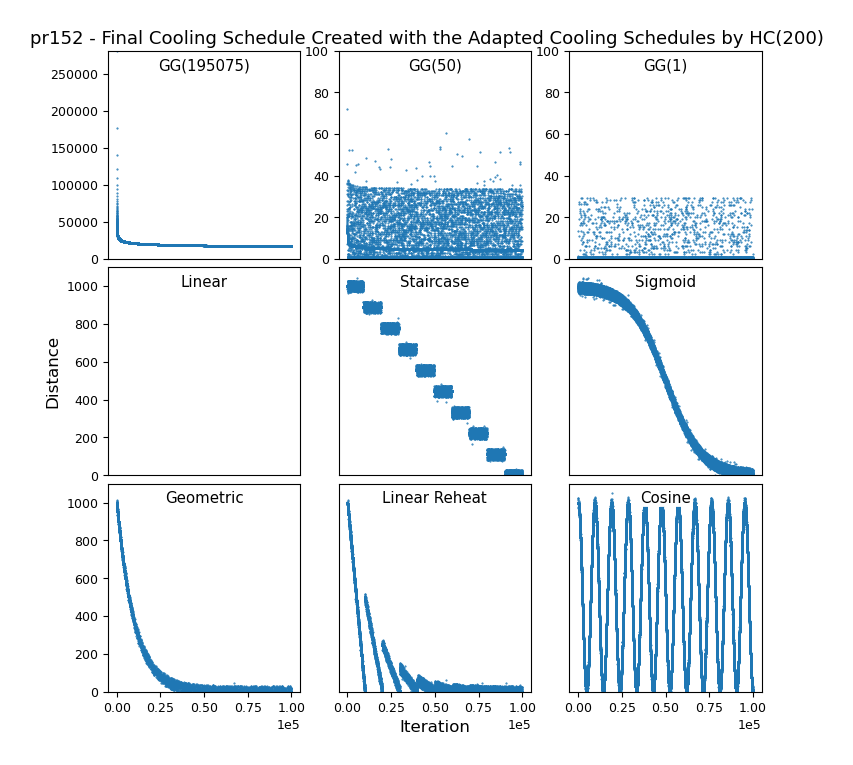 pr152 - Final Cooling Schedule Created with the Adapted Cooling Schedules by HC(200)
GG(195075)
GG(50)
GG(1)
250000
200000
150000
100000
50000
0
100
80
60
40
20
0
100
80
60
40
20
0
Linear
Staircase
Sigmoid
1000
800
600
400
200
0
Distance
Geometric
Linear Reheat
Cosine
1000
800
600
400
200
0
0.00 0.25 0.50 0.75 1.00
1e5
0.00 0.25 0.50 0.75 1.00
1e5
0.00 0.25 0.50 0.75 1.00
1e5
Iteration